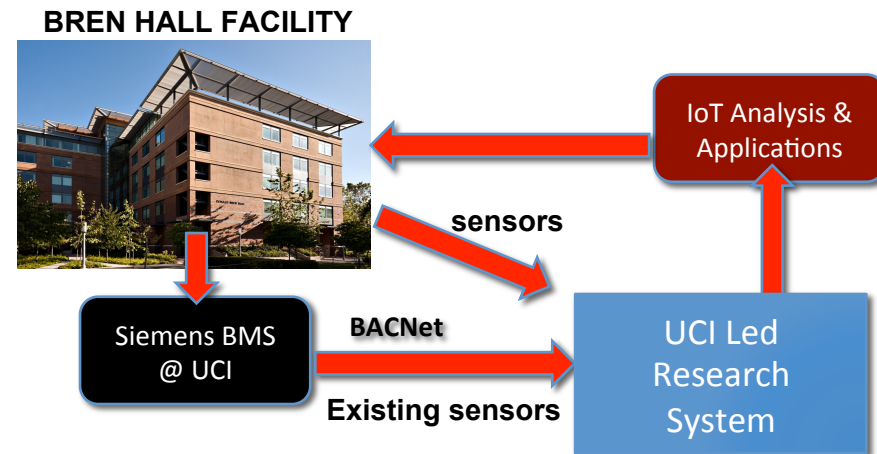 BREN HALL FACILITY
IoT Analysis &
Applications
sensors
Siemens BMS
@ UCI
BACNet
Existing sensors
UCI Led
Research
System